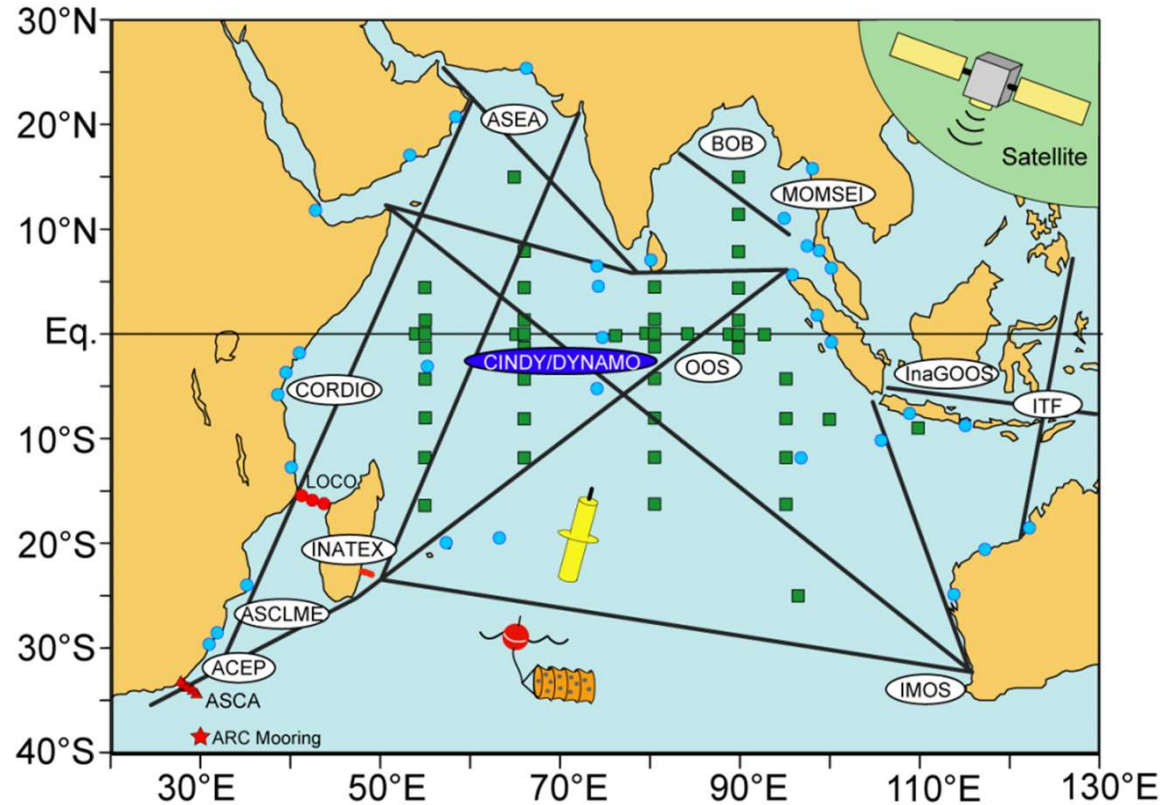 30°N
20°N
10°N
Eq.
10°S
20°S
30°S
40°S
ASEA
BOB
MOMSEI
Satellite
CINDY/DYNAMO
OOS
InaGOOS
ITF
CORDIO
LOCO
INATEX
ASCLME
ACEP
ASCA
IMOS
ARC Mooring
30°E
50°E
70°E
90°E
110°E
130°E